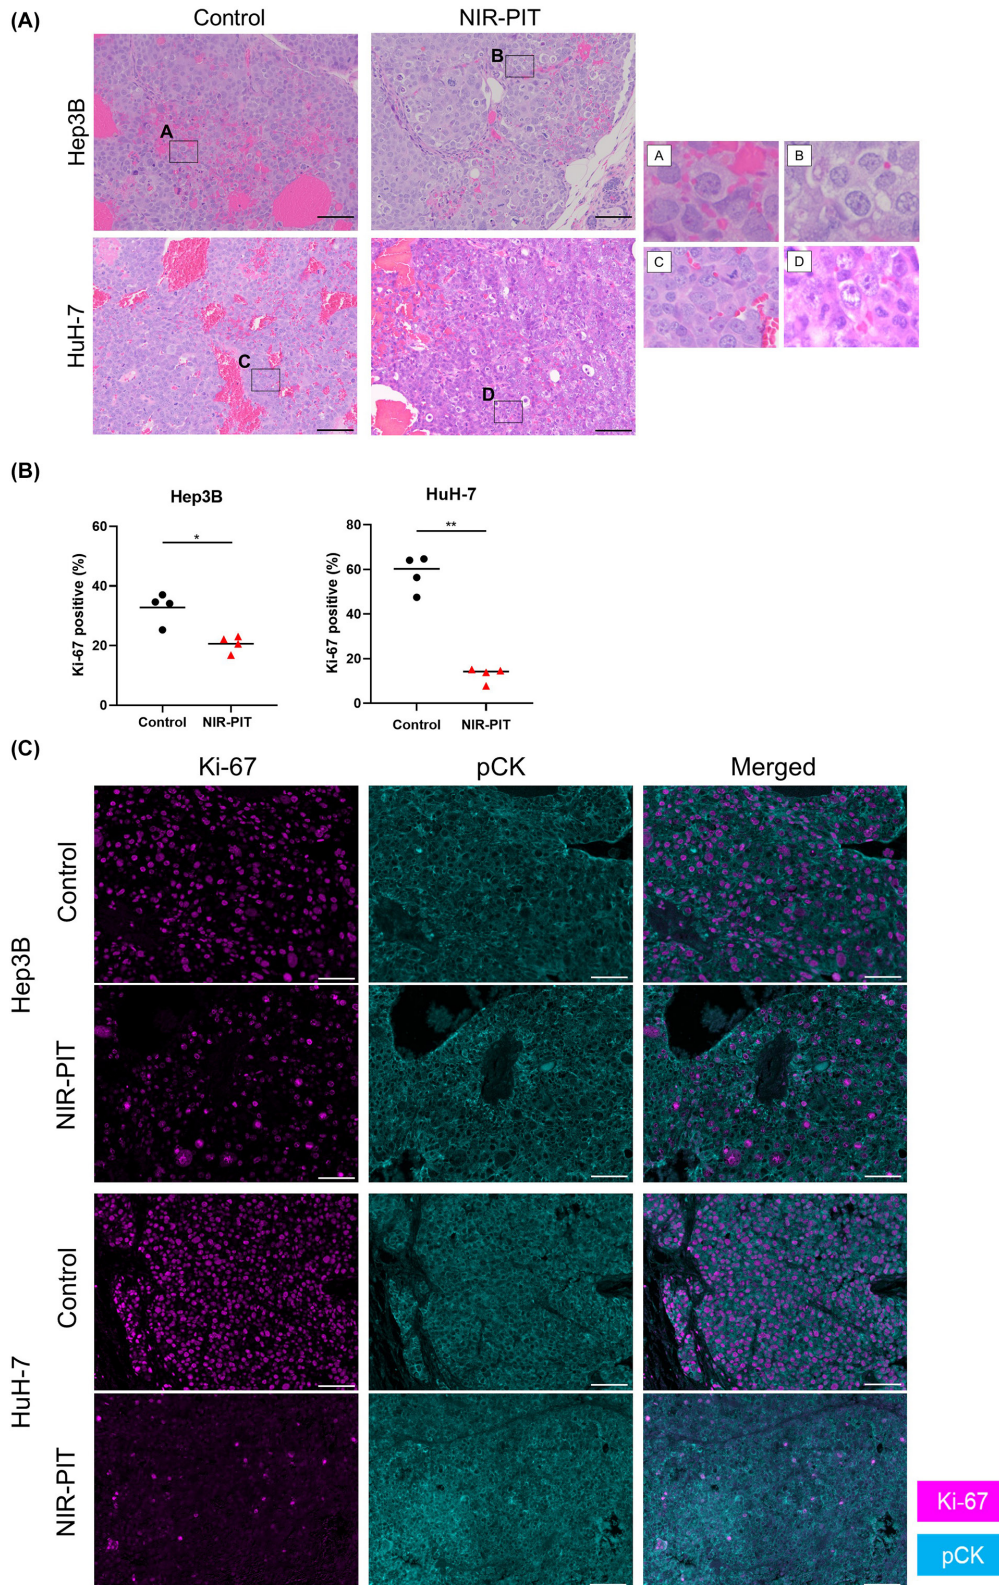 (A)
Control
NIR-PIT
Hep3B
A
B
HuH-7
C
D
A
B
C
D
(B)
Hep3B
Ki-67 positive (%)
60
40
20
0
*
Control
NIR-PIT
HuH-7
Ki-67 positive (%)
80
60
40
20
0
**
Control
NIR-PIT
(C)
Ki-67
pCK
Merged
Hep3B
Control
NIR-PIT
HuH-7
Control
NIR-PIT
Ki-67
pCK